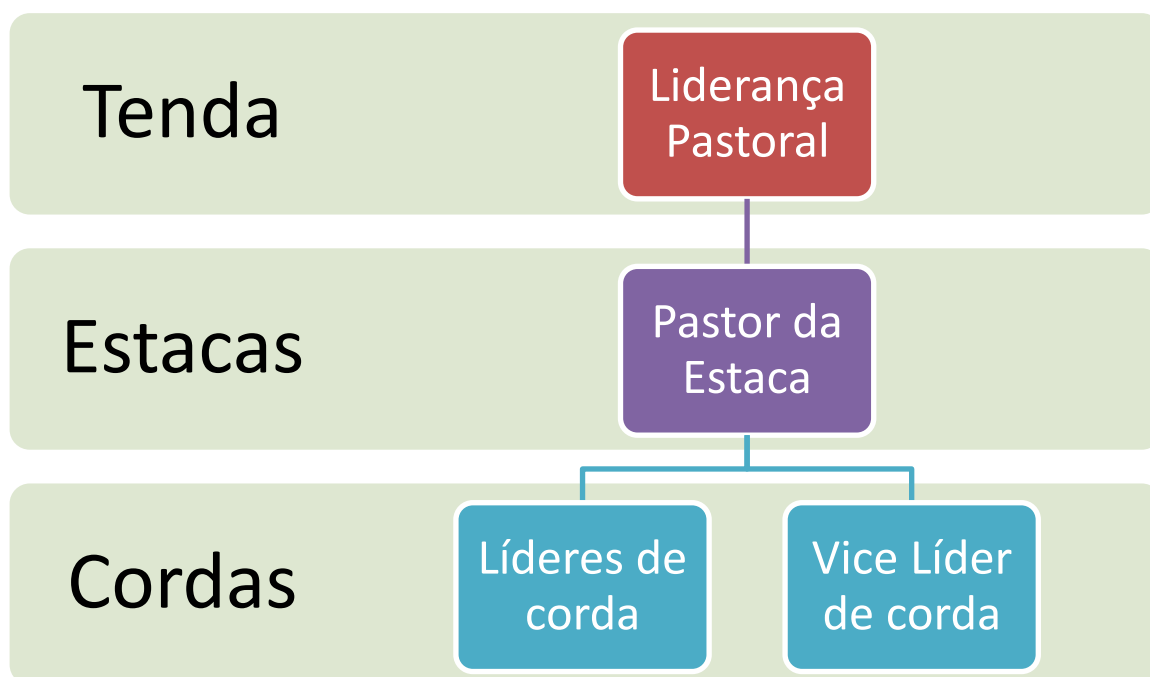 Tenda
Liderança
Pastoral
Estacas
Pastor da
Estaca
Cordas
Líderes de
corda
Vice Líder
de corda